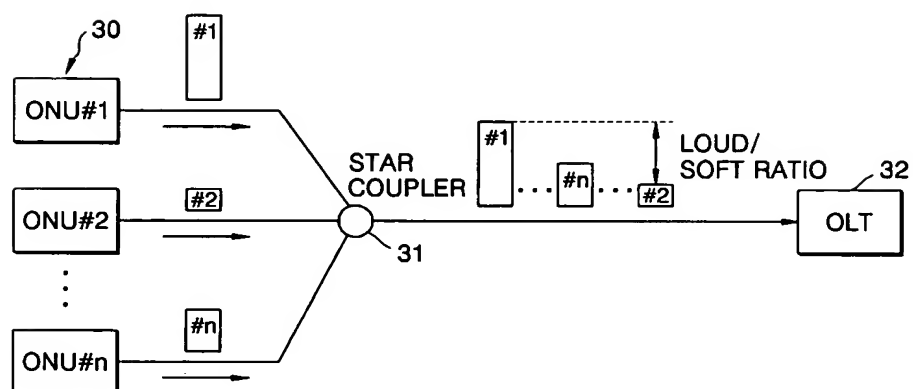 30
#1
ONU#1
#1
LOUD/
SOFT RATIO
STAR
COUPLER
#n
#2
32
#2
ONU#2
31
OLT
#n
ONU#n